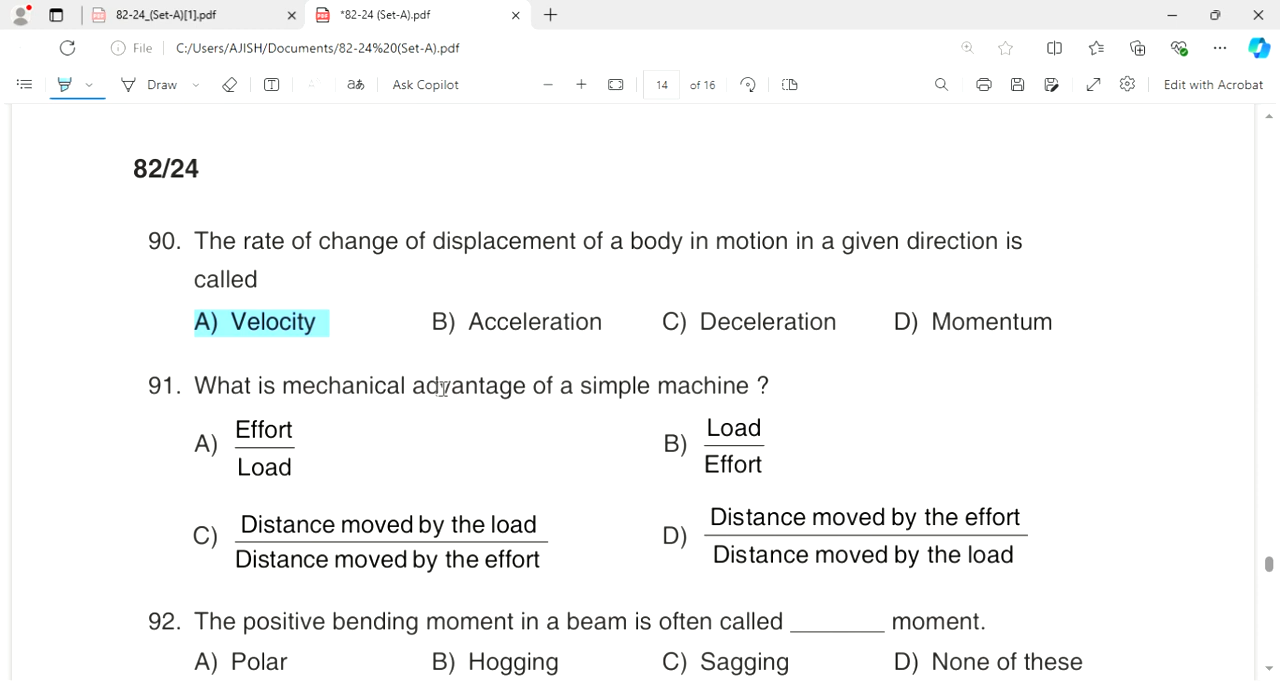 82-24_(Set-A)[1].pdf
*82-24 (Set-A).pdf
File
C:/Users/AJISH/Documents/82-24%20(Set-A).pdf
Draw
aあ
Ask Copilot
14 of 16
Edit with Acrobat
82/24
90. The rate of change of displacement of a body in motion in a given direction is
called
A) Velocity B) Acceleration C) Deceleration D) Momentum
91. What is mechanical advantage of a simple machine ?
A) Effort
Load
B) Load
Effort
C) Distance moved by the load
Distance moved by the effort
D) Distance moved by the effort
Distance moved by the load
92. The positive bending moment in a beam is often called ________ moment.
A) Polar B) Hogging C) Sagging D) None of these